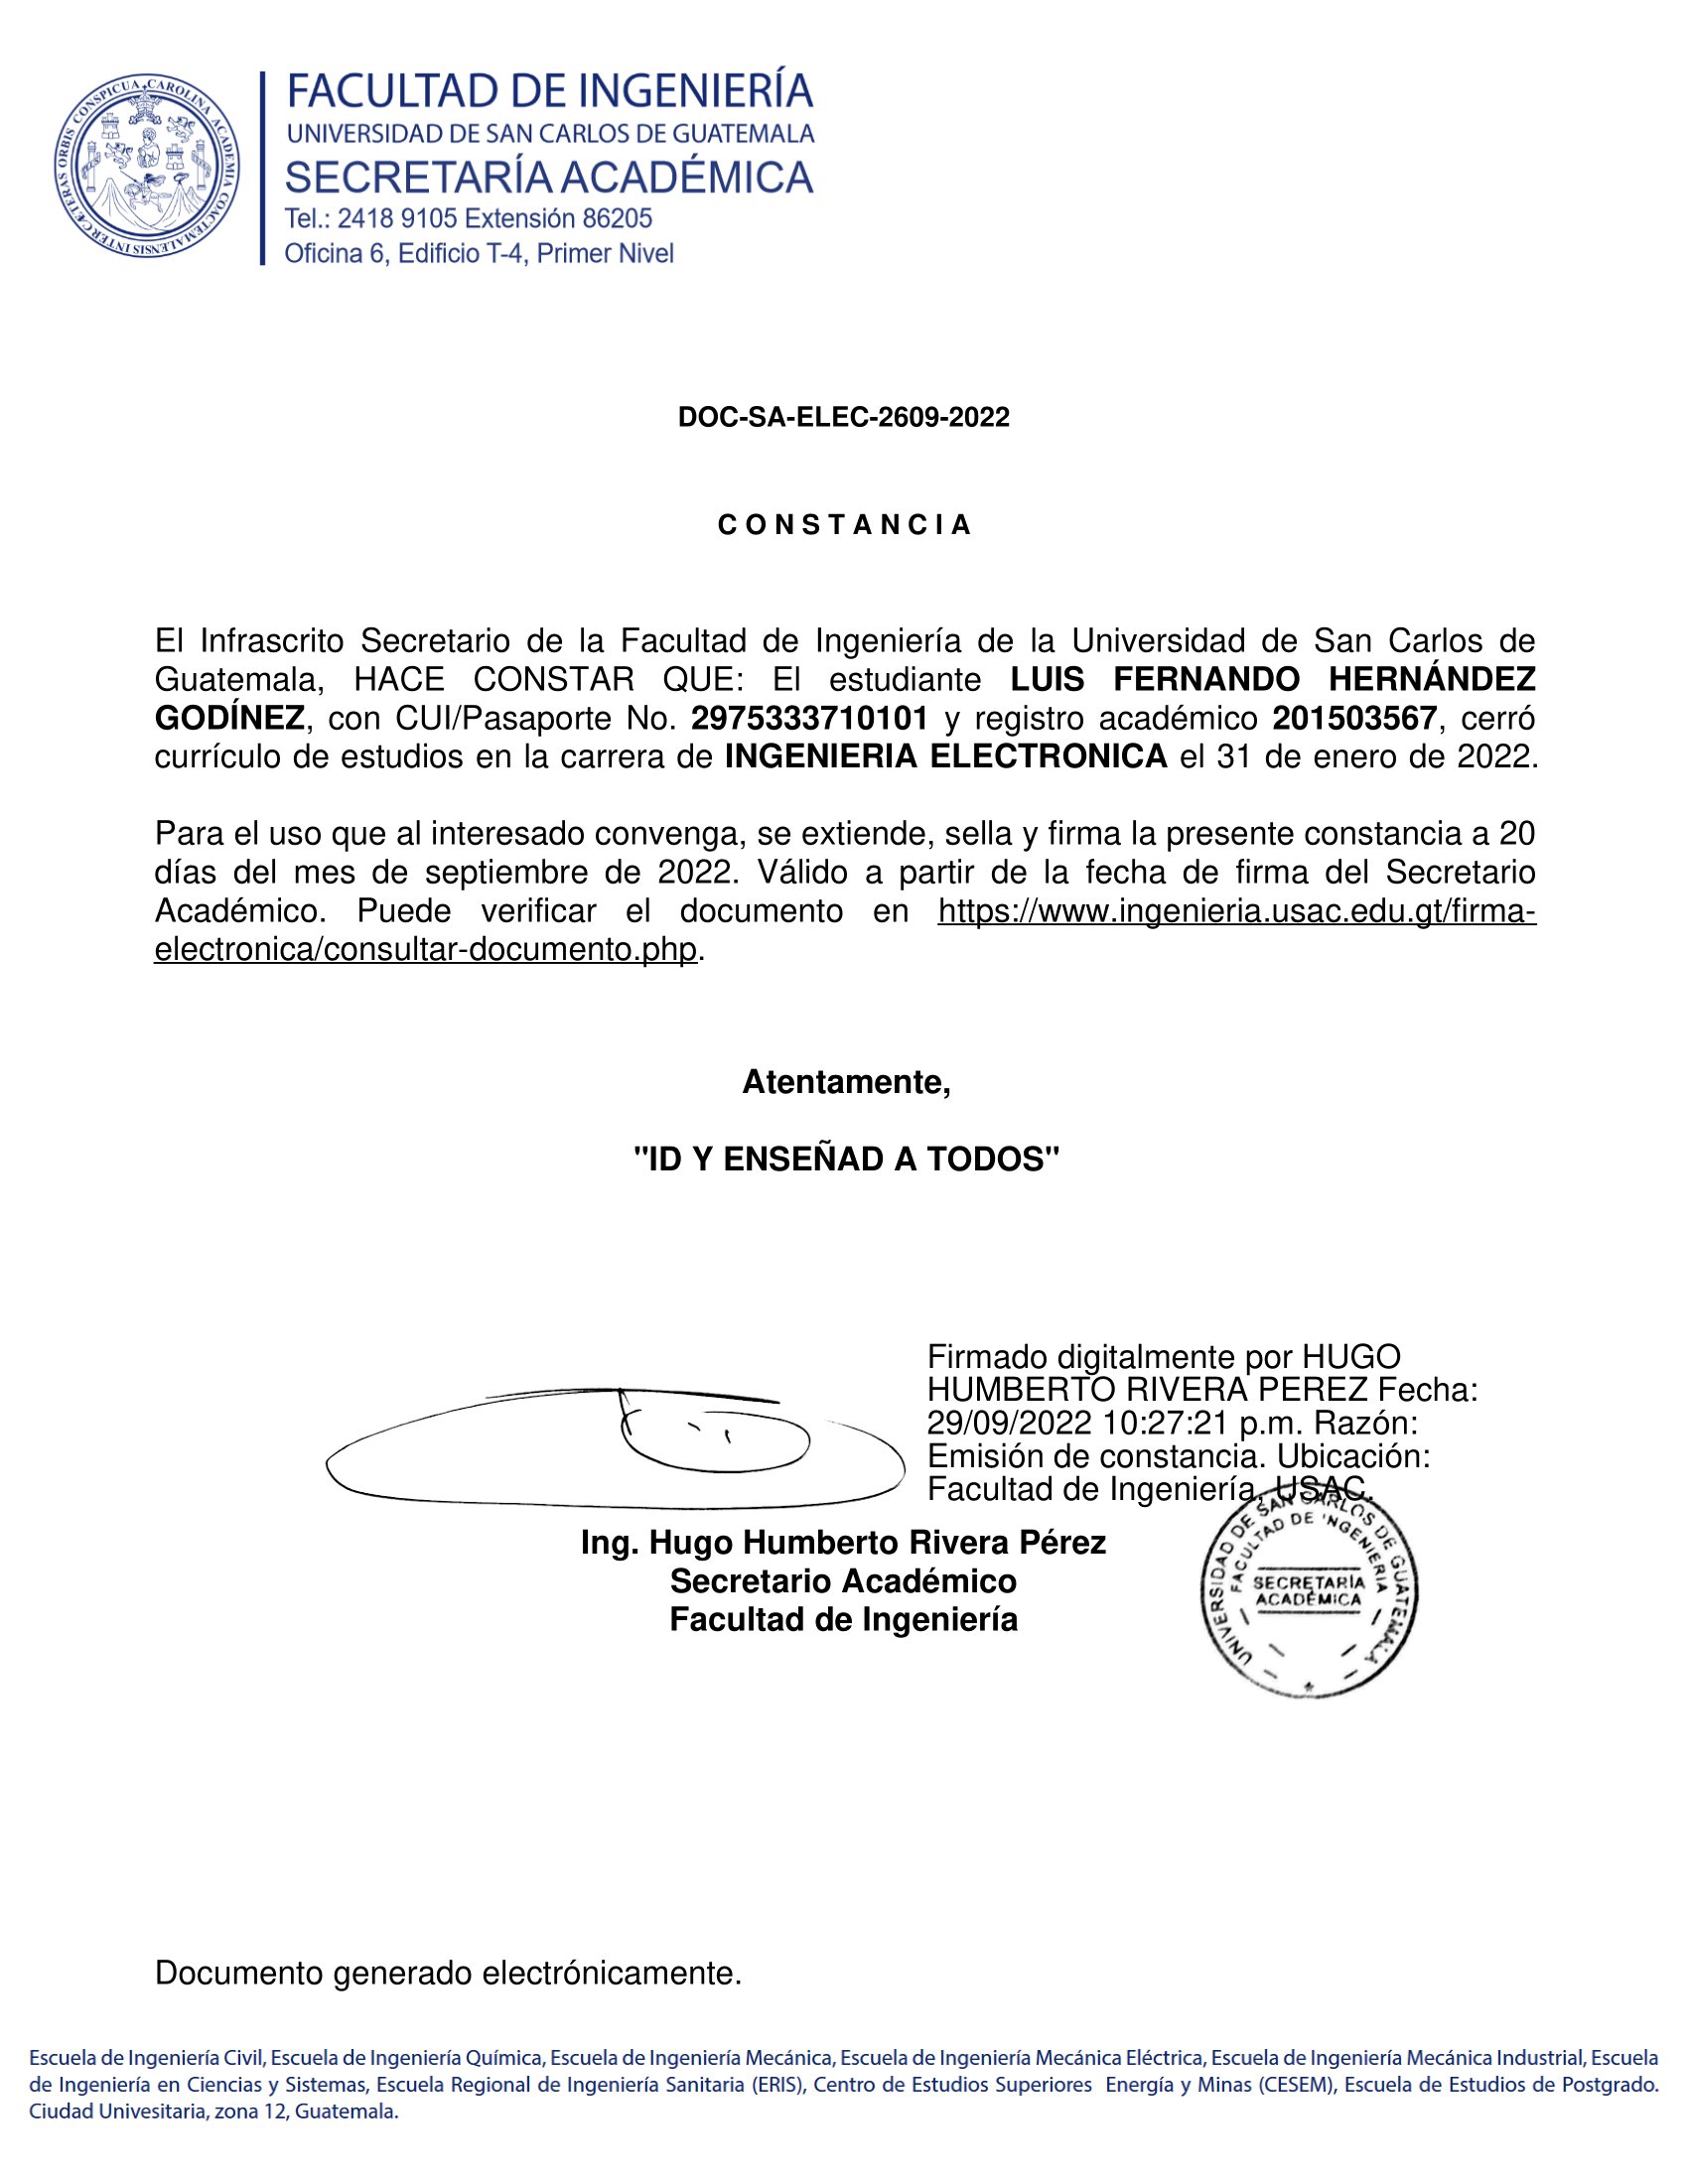 ORBIS CONSPICUA CAROLINA ACADEMIA COACTEMALENSIS INTER CÆTERAS
FACULTAD DE INGENIERÍA
UNIVERSIDAD DE SAN CARLOS DE GUATEMALA
SECRETARÍA ACADÉMICA
Tel.: 2418 9105 Extensión 86205
Oficina 6, Edificio T-4, Primer Nivel
DOC-SA-ELEC-2609-2022
C O N S T A N C I A
El Infrascrito Secretario de la Facultad de Ingeniería de la Universidad de San Carlos de
Guatemala, HACE CONSTAR QUE: El estudiante LUIS FERNANDO HERNÁNDEZ
GODÍNEZ, con CUI/Pasaporte No. 2975333710101 y registro académico 201503567, cerró
currículo de estudios en la carrera de INGENIERIA ELECTRONICA el 31 de enero de 2022.
Para el uso que al interesado convenga, se extiende, sella y firma la presente constancia a 20
días del mes de septiembre de 2022. Válido a partir de la fecha de firma del Secretario
Académico. Puede verificar el documento en https://www.ingenieria.usac.edu.gt/firma-
electronica/consultar-documento.php.
Atentamente,
"ID Y ENSEÑAD A TODOS"
Firmado digitalmente por HUGO
HUMBERTO RIVERA PEREZ Fecha:
29/09/2022 10:27:21 p.m. Razón:
Emisión de constancia. Ubicación:
Facultad de Ingeniería, USAC.
Ing. Hugo Humberto Rivera Pérez
Secretario Académico
Facultad de Ingeniería
UNIVERSIDAD DE SAN CARLOS DE GUATEMALA
FACULTAD DE INGENIERIA
SECRETARÍA
ACADÉMICA
Documento generado electrónicamente.
Escuela de Ingeniería Civil, Escuela de Ingeniería Química, Escuela de Ingeniería Mecánica, Escuela de Ingeniería Mecánica Eléctrica, Escuela de Ingeniería Mecánica Industrial, Escuela
de Ingeniería en Ciencias y Sistemas, Escuela Regional de Ingeniería Sanitaria (ERIS), Centro de Estudios Superiores Energía y Minas (CESEM), Escuela de Estudios de Postgrado.
Ciudad Univesitaria, zona 12, Guatemala.